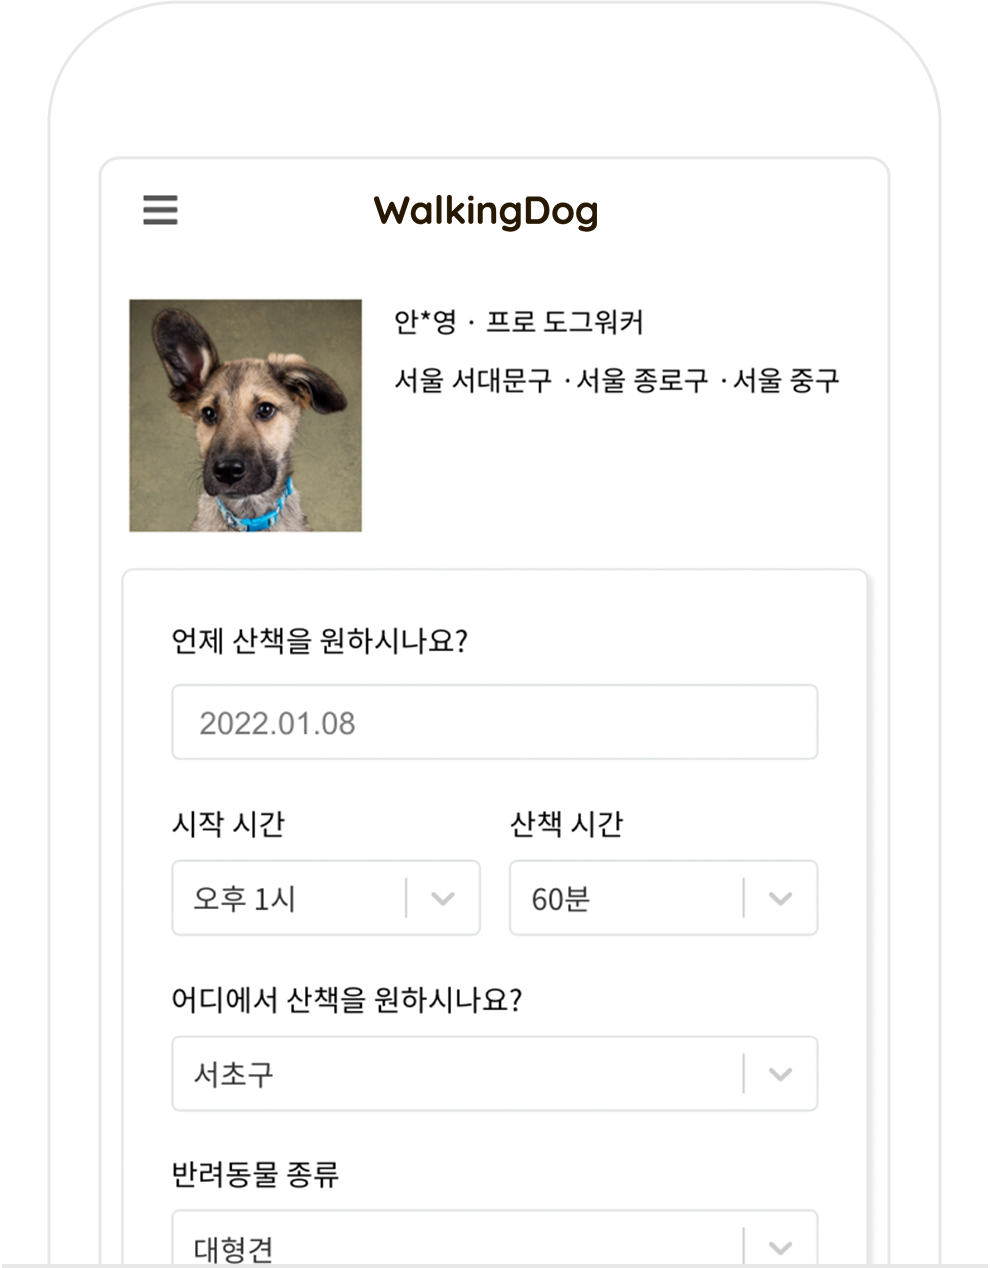 WalkingDog
안*영 · 프로 도그워커
서울 서대문구 ·서울 종로구 ·서울 중구
언제 산책을 원하시나요?
2022.01.08
시작 시간 산책 시간
오후 1시 60분
어디에서 산책을 원하시나요?
서초구
반려동물 종류
대형견